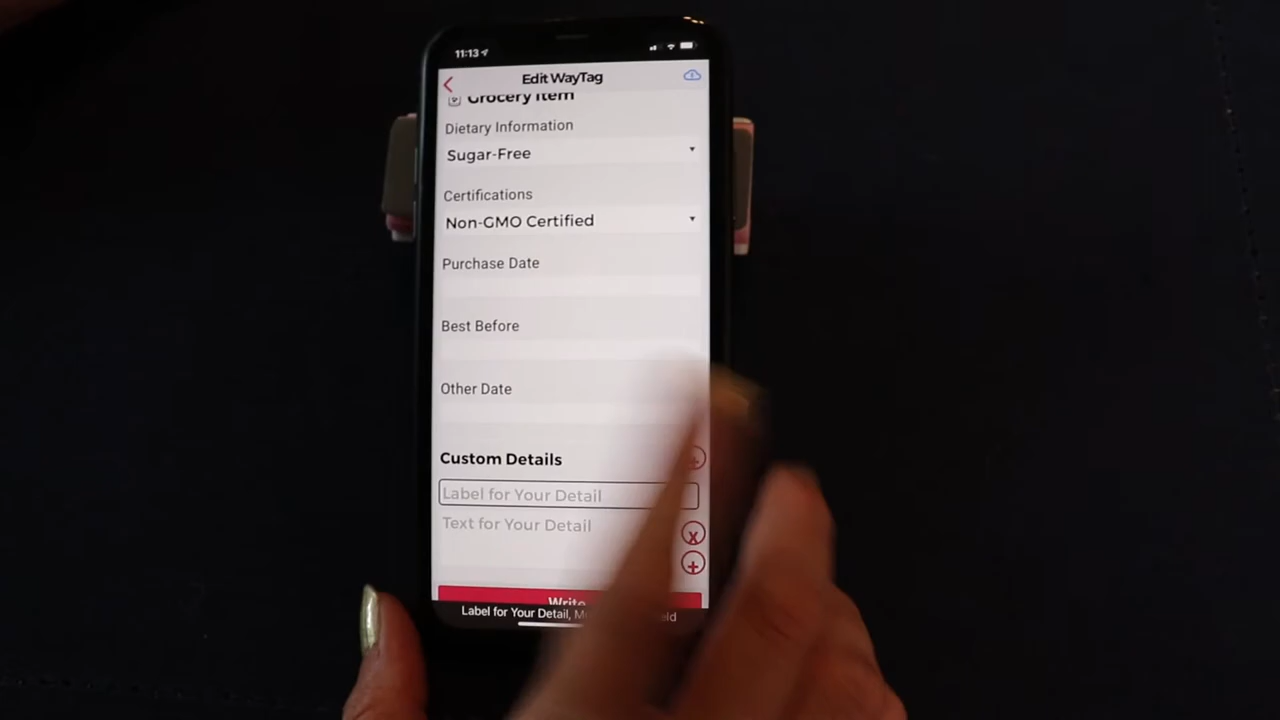 11:13
Edit WayTag
Grocery Item
Dietary Information
Sugar-Free
Certifications
Non-GMO Certified
Purchase Date
Best Before
Other Date
Custom Details
Label for Your Detail
Text for Your Detail
Write
Label for Your Detail,